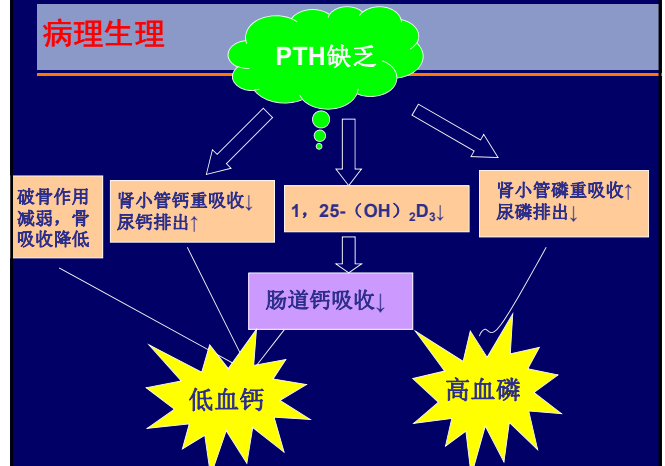 病理生理
PTH缺乏
破骨作用
减弱，骨
吸收降低
肾小管钙重吸收↓
尿钙排出↑
1，25-（OH）₂D₃↓
肾小管磷重吸收↑
尿磷排出↓
肠道钙吸收↓
低血钙
高血磷